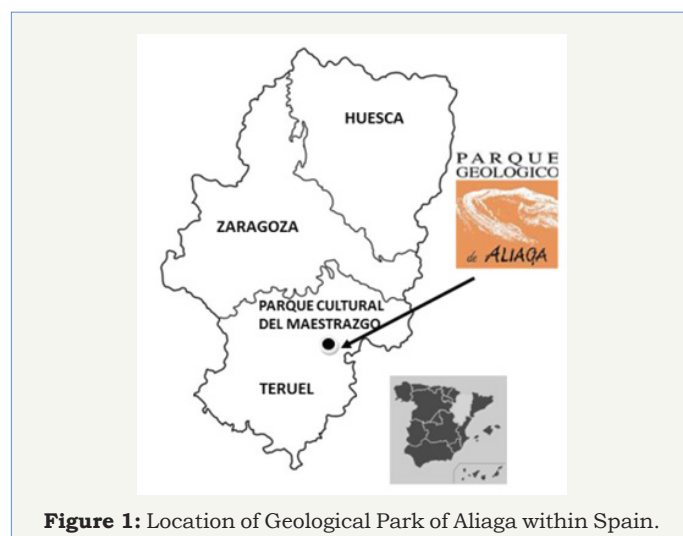 HUESCA
PARQUE
GEOLOGICO
de ALIAGA
ZARAGOZA
PARQUE CULTURAL
DEL MAESTRAZGO
TERUEL
Figure 1: Location of Geological Park of Aliaga within Spain.